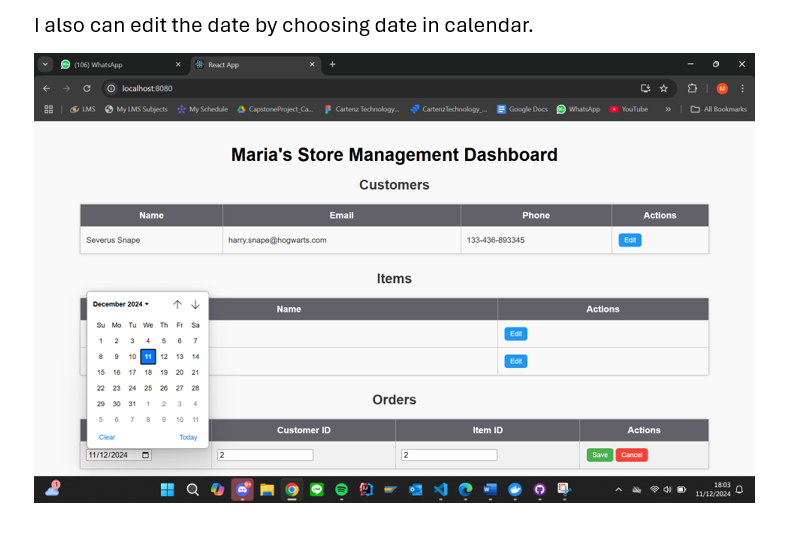 I also can edit the date by choosing date in calendar.
(106) WhatsApp
React App
localhost:8080
M
LMS
My LMS Subjects
My Schedule
CapstoneProject_Ca...
Cartenz Technology...
CartenzTechnology_...
Google Docs
WhatsApp
YouTube
All Bookmarks
Maria's Store Management Dashboard
Customers
Name Email Phone Actions
Severus Snape harry.snape@hogwarts.com 133-436-893345 Edit
Items
Name Actions
Edit
Edit
December 2024
Su Mo Tu We Th Fr Sa
1 2 3 4 5 6 7
8 9 10 11 12 13 14
15 16 17 18 19 20 21
22 23 24 25 26 27 28
29 30 31 1 2 3 4
5 6 7 8 9 10 11
Clear Today
Orders
Customer ID Item ID Actions
11/12/2024 2 2 Save Cancel
18:03
11/12/2024